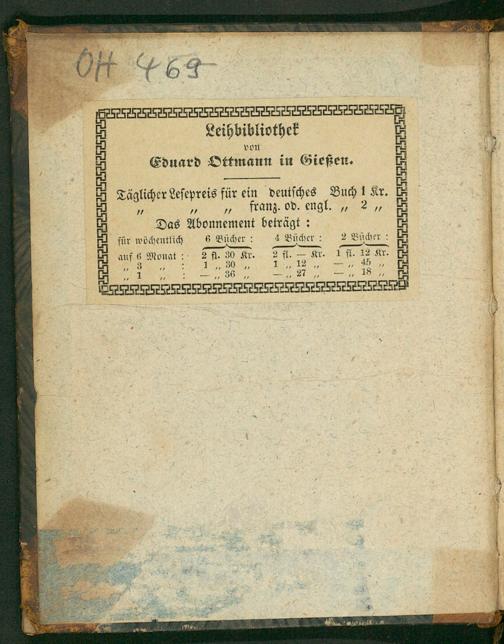 OH 469
Leihbibliothek
von
Eduard Ottmann in Gießen.
Täglicher Lesepreis für ein deutsches Buch 1 Kr.
„ „ „ franz. od. engl. „ 2 „
Das Abonnement beträgt :
für wöchentlich 6 Bücher : 4 Bücher : 2 Bücher :
auf 6 Monat : 2 fl. 30 Kr. 2 fl. — Kr. 1 fl. 12 Kr.
„ 3 „ : 1 „ 30 „ 1 „ 12 „ — „ 45 „
„ 1 „ : — „ 36 „ — „ 27 „ — „ 18 „